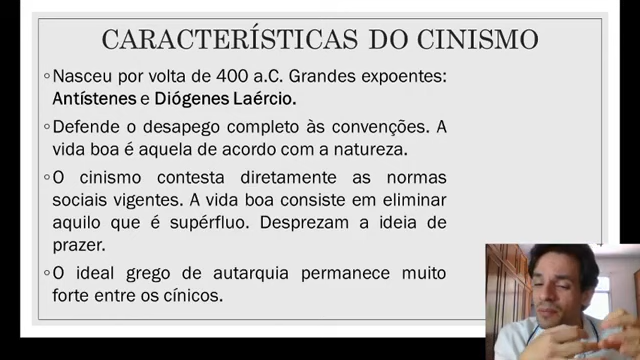 CARACTERÍSTICAS DO CINISMO
◦Nasceu por volta de 400 a.C. Grandes expoentes:
Antístenes e Diógenes Laércio.
◦Defende o desapego completo às convenções. A
vida boa é aquela de acordo com a natureza.
◦O cinismo contesta diretamente as normas
sociais vigentes. A vida boa consiste em eliminar
aquilo que é supérfluo. Desprezam a ideia de
prazer.
◦O ideal grego de autarquia permanece muito
forte entre os cínicos.